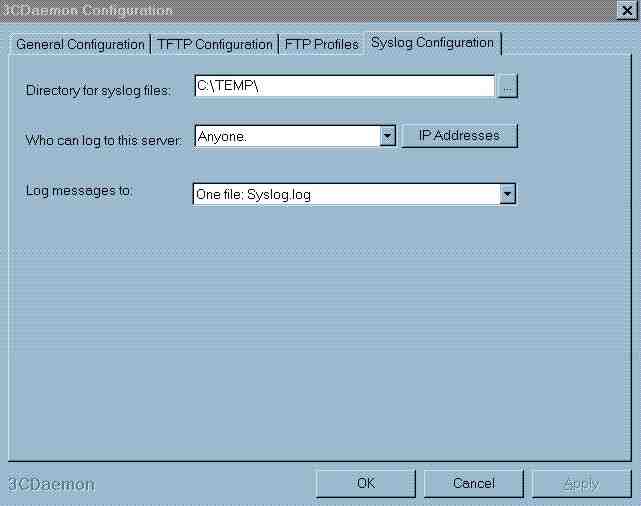 3CDaemon Configuration
General Configuration TFTP Configuration FTP Profiles Syslog Configuration
Directory for syslog files: C:\TEMP\ ...
Who can log to this server: Anyone. IP Addresses
Log messages to: One file: Syslog.log
3CDaemon OK Cancel Apply